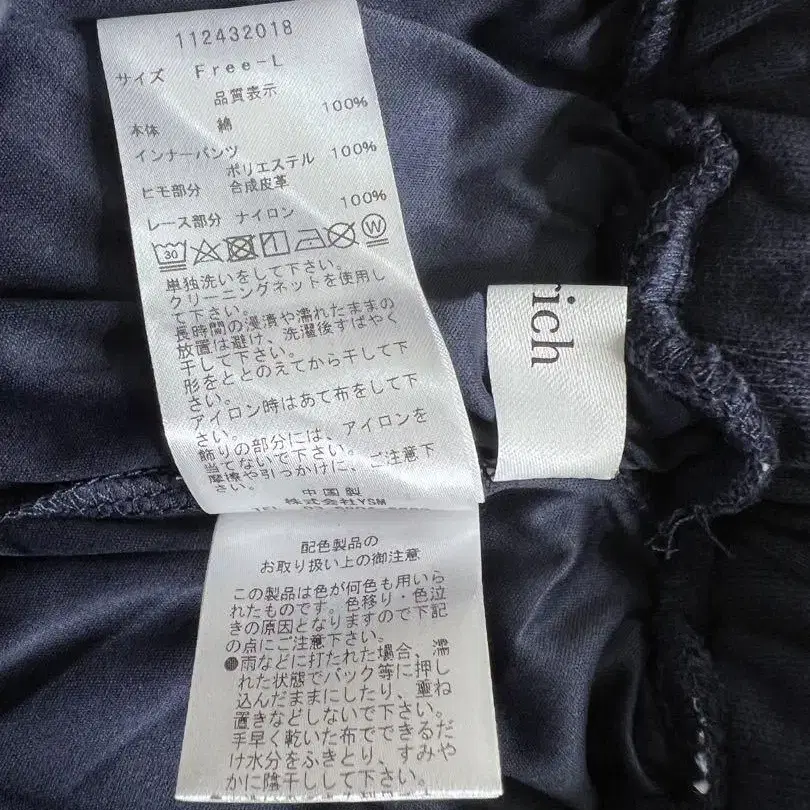 112432018
サイズ Free-L
品質表示
本体 綿 100%
インナーパンツ
ポリエステル 100%
ヒモ部分 合成皮革
レース部分 ナイロン 100%
30 W
単独洗いをして下さい。
クリーニングネットを使用し
て下さい。
長時間の浸漬や濡れたままの
放置は避け、洗濯後すばやく
干して下さい。
形をととのえてから干して下
さい。
アイロン時はあて布をして下
さい。
飾りの部分には、アイロンを
当てないで下さい。
摩擦や引っかけに、ご注意下
さい。
中国製
株式会社YSM
rich
配色製品の
お取り扱い上の御注意
この製品は色が何色も用いら
れたものです。色移り・色泣
きの原因となりますので下記
の点にご注意下さい。
●雨などに打たれた場合、濡
れた状態でバック等に押し
込んだままにしたり、重ね
置きなどしないで下さい。
手早く乾いた布でできるだ
け水分をふきとり、すみや
かに陰干しして下さい。